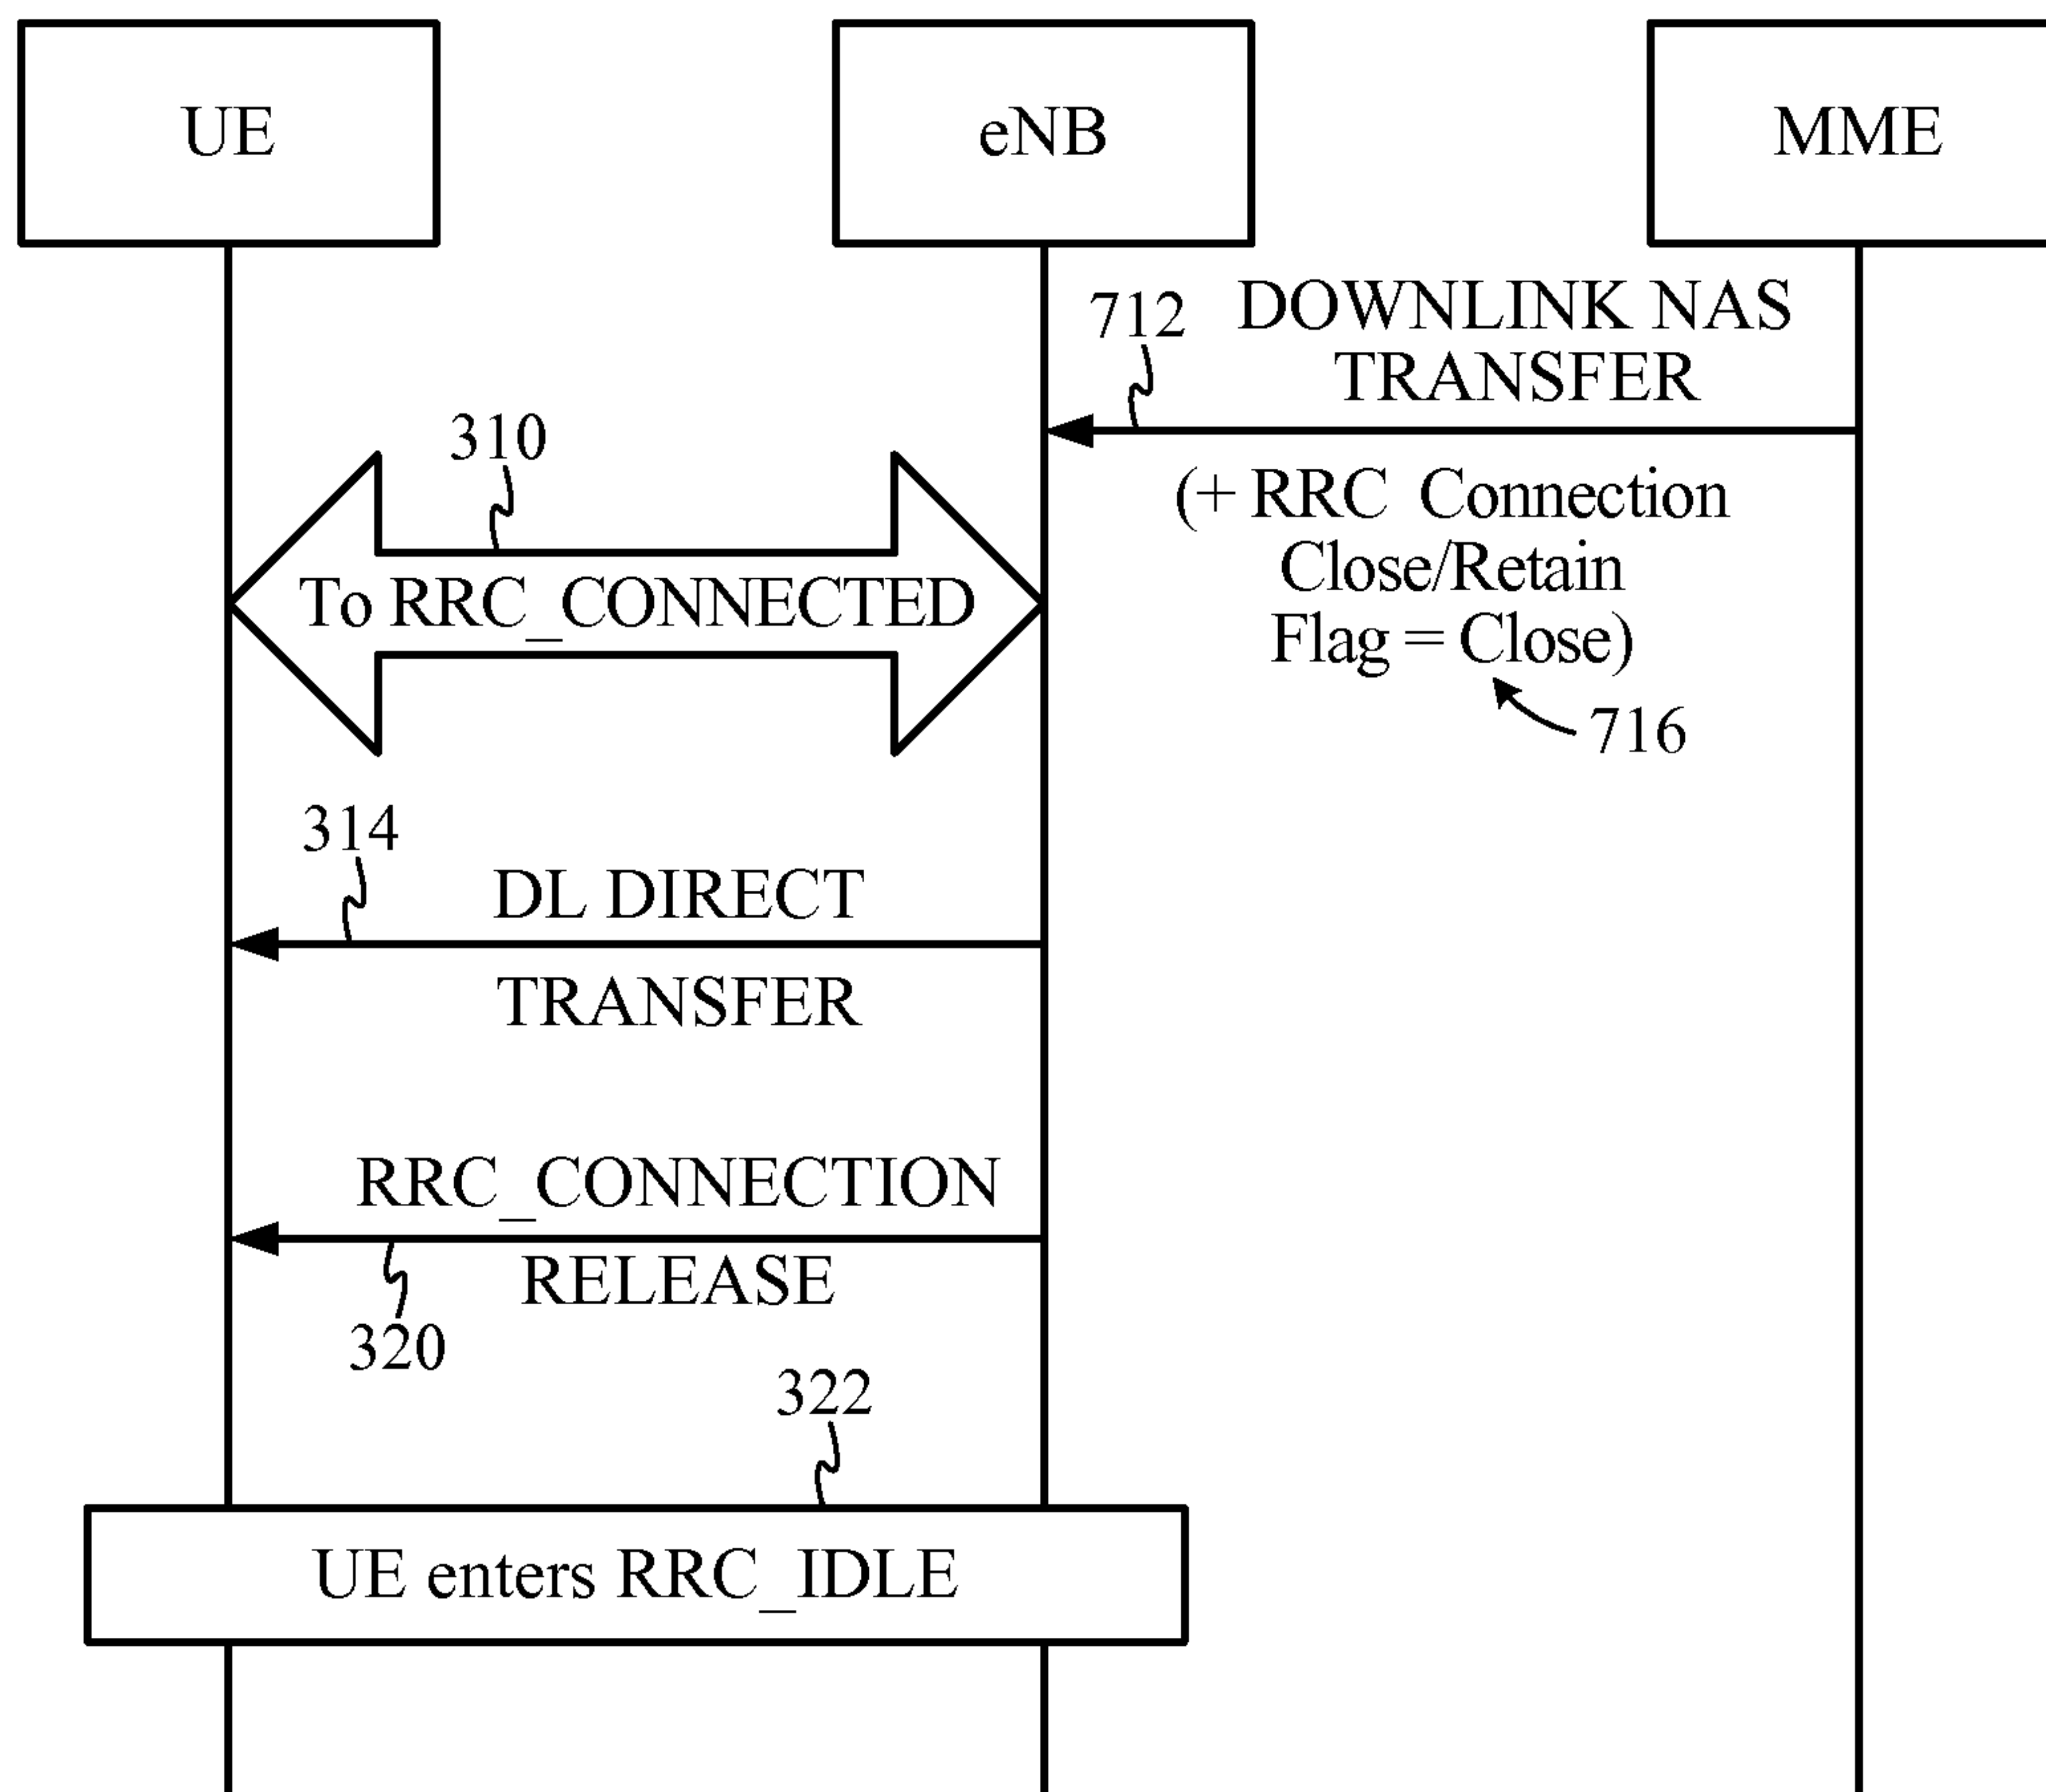 UE
eNB
MME
712
DOWNLINK NAS
TRANSFER
310
(+ RRC Connection
Close/Retain
Flag = Close)
To RRC_CONNECTED
716
314
DL DIRECT
TRANSFER
RRC_CONNECTION
RELEASE
320
322
UE enters RRC_IDLE